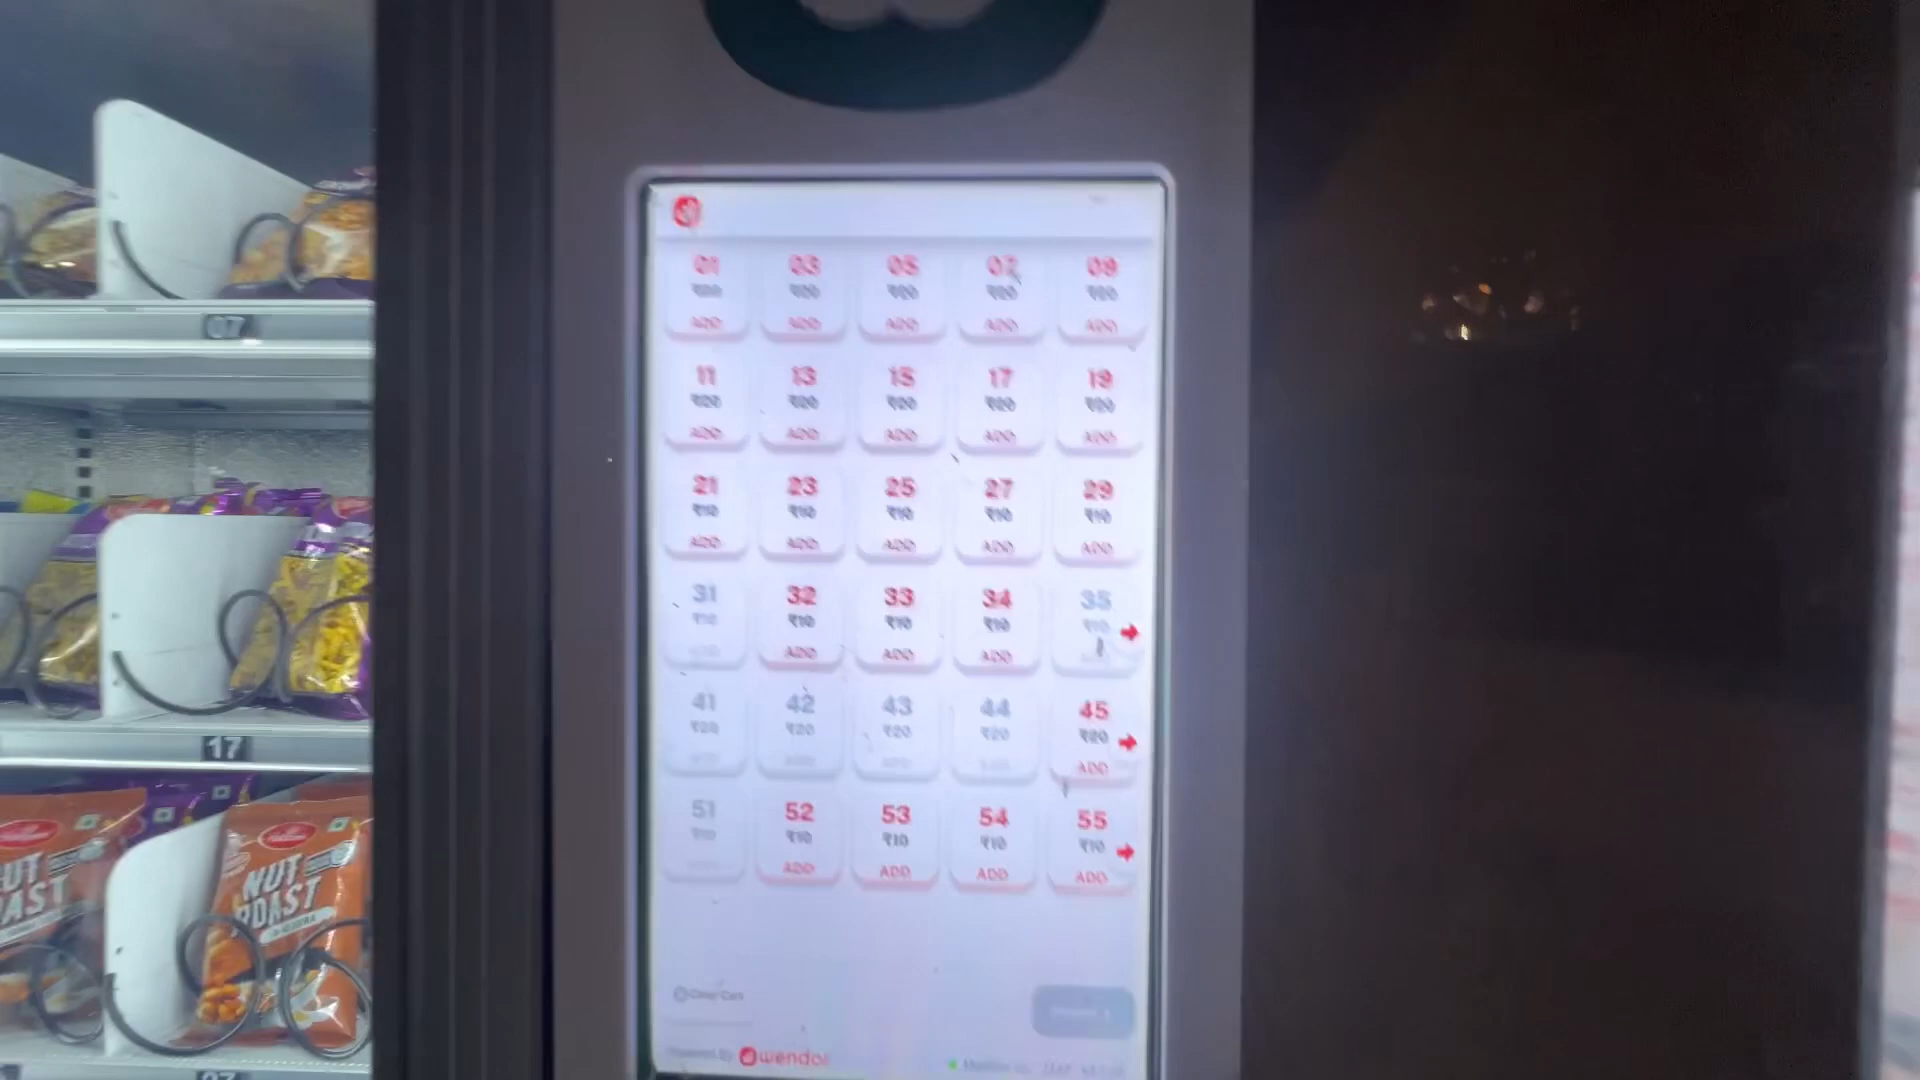 01 03 05 07 09
₹20 ₹20 ₹20 ₹20 ₹20
ADD ADD ADD ADD ADD
11 13 15 17 19
₹20 ₹20 ₹20 ₹20 ₹20
ADD ADD ADD ADD ADD
21 23 25 27 29
₹10 ₹10 ₹10 ₹10 ₹10
ADD ADD ADD ADD ADD
31 32 33 34 35
₹10 ₹10 ₹10 ₹10 ₹10
ADD ADD ADD
41 42 43 44 45
₹20 ₹20 ₹20 ₹20 ₹20
ADD ADD
51 52 53 54 55
₹10 ₹10 ₹10 ₹10 ₹10
ADD ADD ADD ADD
Clear Cart
Powered By wendor
07
17
NUT
ROAST